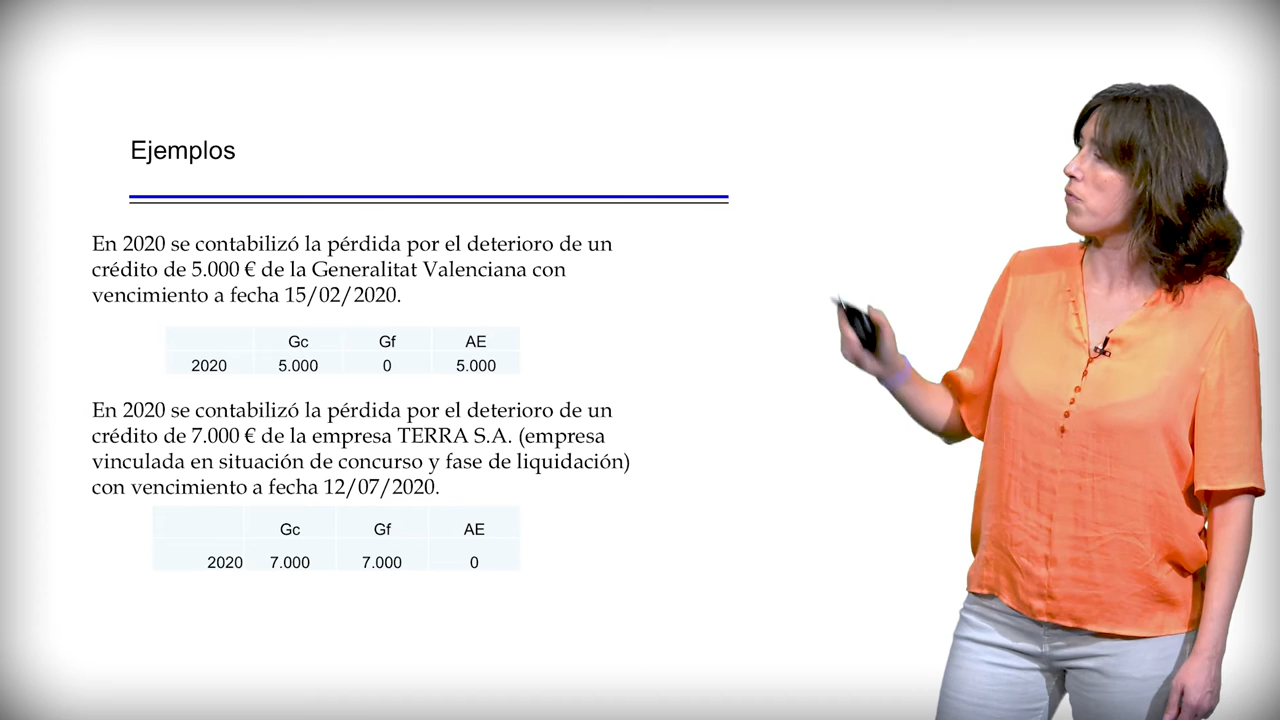 Ejemplos
En 2020 se contabilizó la pérdida por el deterioro de un
crédito de 5.000 € de la Generalitat Valenciana con
vencimiento a fecha 15/02/2020.
Gc Gf AE
2020 5.000 0 5.000
En 2020 se contabilizó la pérdida por el deterioro de un
crédito de 7.000 € de la empresa TERRA S.A. (empresa
vinculada en situación de concurso y fase de liquidación)
con vencimiento a fecha 12/07/2020.
Gc Gf AE
2020 7.000 7.000 0